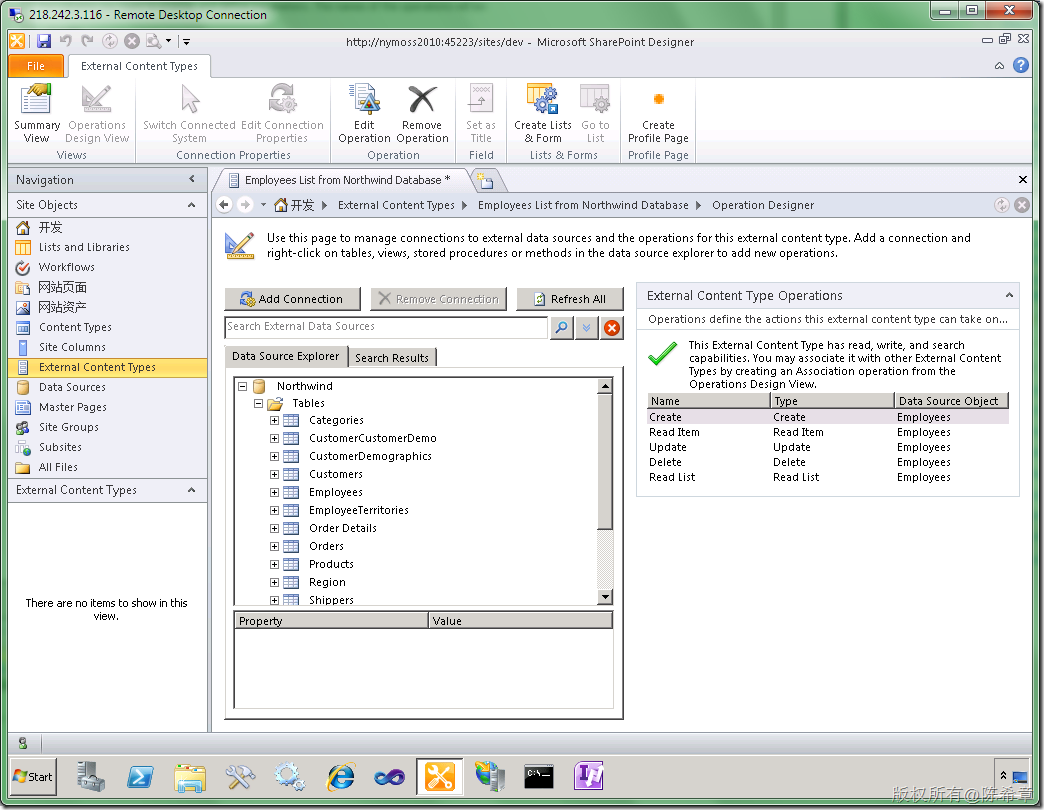 218.242.3.116 - Remote Desktop Connection
http://nymoss2010:45223/sites/dev - Microsoft SharePoint Designer
File
External Content Types
Summary View
Operations Design View
Switch Connected System
Edit Connection Properties
Edit Operation
Remove Operation
Set as Title
Create Lists & Form
Go to List
Create Profile Page
Views
Connection Properties
Operation
Field
Lists & Forms
Profile Page
Navigation
Employees List from Northwind Database *
Site Objects
开发
External Content Types
Employees List from Northwind Database
Operation Designer
开发
Lists and Libraries
Workflows
网站页面
网站资产
Content Types
Site Columns
External Content Types
Data Sources
Master Pages
Site Groups
Subsites
All Files
External Content Types
There are no items to show in this
view.
Use this page to manage connections to external data sources and the operations for this external content type. Add a connection and
right-click on tables, views, stored procedures or methods in the data source explorer to add new operations.
Add Connection
Remove Connection
Refresh All
Search External Data Sources
Data Source Explorer
Search Results
Northwind
Tables
Categories
CustomerCustomerDemo
CustomerDemographics
Customers
Employees
EmployeeTerritories
Order Details
Orders
Products
Region
Shippers
Property
Value
External Content Type Operations
Operations define the actions this external content type can take on...
This External Content Type has read, write, and search
capabilities. You may associate it with other External Content
Types by creating an Association operation from the
Operations Design View.
Name Type Data Source Object
Create Create Employees
Read Item Read Item Employees
Update Update Employees
Delete Delete Employees
Read List Read List Employees
Start
版权所有@陈希章